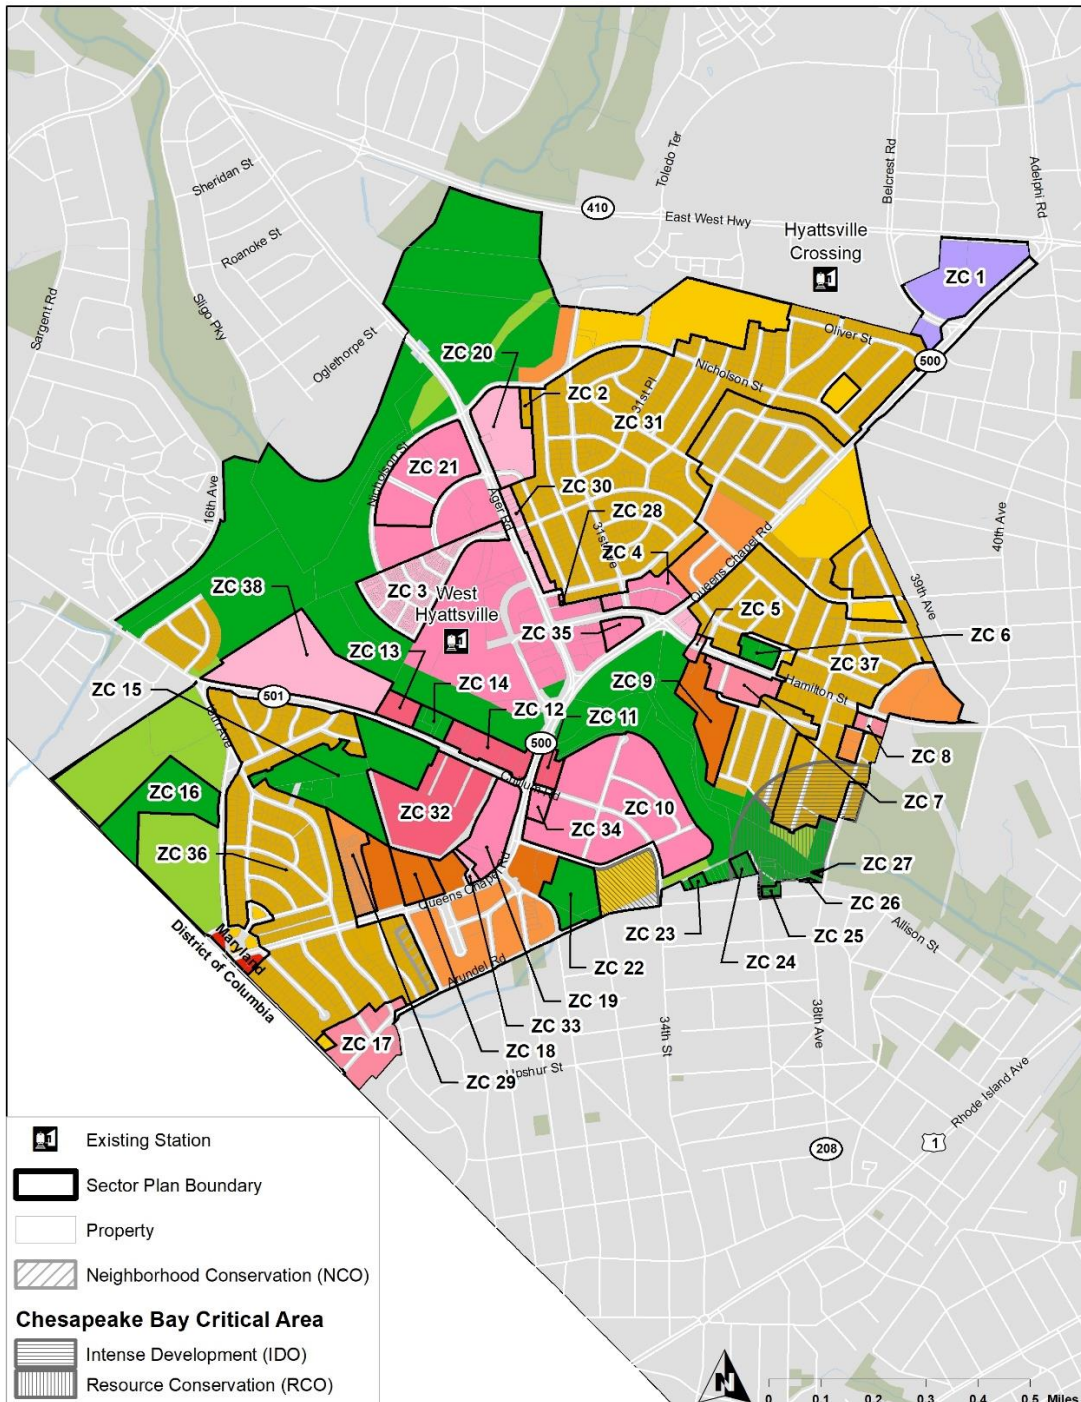 Sheridan St
Roanoke St
Sligo Pky
Sargent Rd
Oglethorpe St
16th Ave
410
East West Hwy
Toledo Ter
Belcrest Rd
Adelphi Rd
Hyattsville
Crossing
ZC 1
500
Oliver St
Nicholson St
ZC 20
ZC 2
31st Pl
ZC 31
Nicholson St
ZC 21
ZC 30
Ager Rd
ZC 28
ZC 4
Queens Chapel Rd
40th Ave
39th Ave
ZC 38
ZC 3
West
Hyattsville
ZC 35
ZC 5
ZC 6
ZC 37
Hamilton St
ZC 13
ZC 14
ZC 15
501
ZC 12
ZC 11
500
ZC 9
ZC 8
ZC 7
ZC 16
ZC 32
ZC 10
ZC 34
ZC 36
Queens Chapel Rd
ZC 27
ZC 26
ZC 25
ZC 24
ZC 23
ZC 22
Allison St
Maryland
District of Columbia
Arundel Rd
ZC 19
ZC 33
ZC 18
ZC 29
ZC 17
Upshur St
34th St
38th Ave
Rhode Island Ave
208
1
Existing Station
Sector Plan Boundary
Property
Neighborhood Conservation (NCO)
Chesapeake Bay Critical Area
Intense Development (IDO)
Resource Conservation (RCO)
N
0 0.1 0.2 0.3 0.4 0.5 Miles